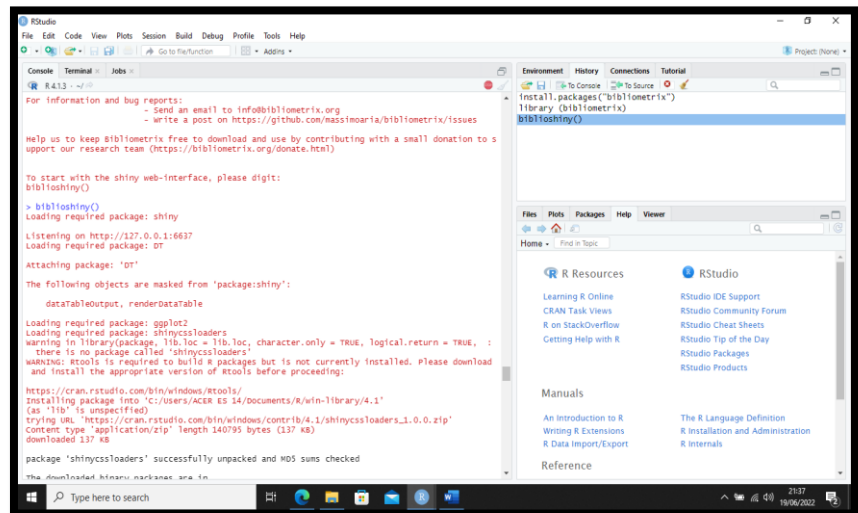 RStudio
File Edit Code View Plots Session Build Debug Profile Tools Help
Go to file/function Addins Project: (None)
Console Terminal Jobs
R 4.1.3 · ~/
For information and bug reports:
- Send an email to info@bibliometrix.org
- Write a post on https://github.com/massimoaria/bibliometrix/issues
Help us to keep Bibliometrix free to download and use by contributing with a small donation to s
upport our research team (https://bibliometrix.org/donate.html)
To start with the shiny web-interface, please digit:
biblioshiny()
> biblioshiny()
Loading required package: shiny
Listening on http://127.0.0.1:6637
Loading required package: DT
Attaching package: 'DT'
The following objects are masked from 'package:shiny':
dataTableOutput, renderDataTable
Loading required package: ggplot2
Loading required package: shinycssloaders
Warning in library(package, lib.loc = lib.loc, character.only = TRUE, logical.return = TRUE, :
there is no package called 'shinycssloaders'
WARNING: Rtools is required to build R packages but is not currently installed. Please download
and install the appropriate version of Rtools before proceeding:
https://cran.rstudio.com/bin/windows/Rtools/
Installing package into 'C:/Users/ACER ES 14/Documents/R/win-library/4.1'
(as 'lib' is unspecified)
trying URL 'https://cran.rstudio.com/bin/windows/contrib/4.1/shinycssloaders_1.0.0.zip'
Content type 'application/zip' length 140795 bytes (137 KB)
downloaded 137 KB
package 'shinycssloaders' successfully unpacked and MD5 sums checked
The downloaded binary packages are in
Environment History Connections Tutorial
To Console To Source
install.packages("bibliometrix")
library (bibliometrix)
biblioshiny()
Files Plots Packages Help Viewer
Home Find in Topic
R Resources
Learning R Online
CRAN Task Views
R on StackOverflow
Getting Help with R
RStudio
RStudio IDE Support
RStudio Community Forum
RStudio Cheat Sheets
RStudio Tip of the Day
RStudio Packages
RStudio Products
Manuals
An Introduction to R
Writing R Extensions
R Data Import/Export
The R Language Definition
R Installation and Administration
R Internals
Reference
Type here to search
21:37
19/06/2022
2